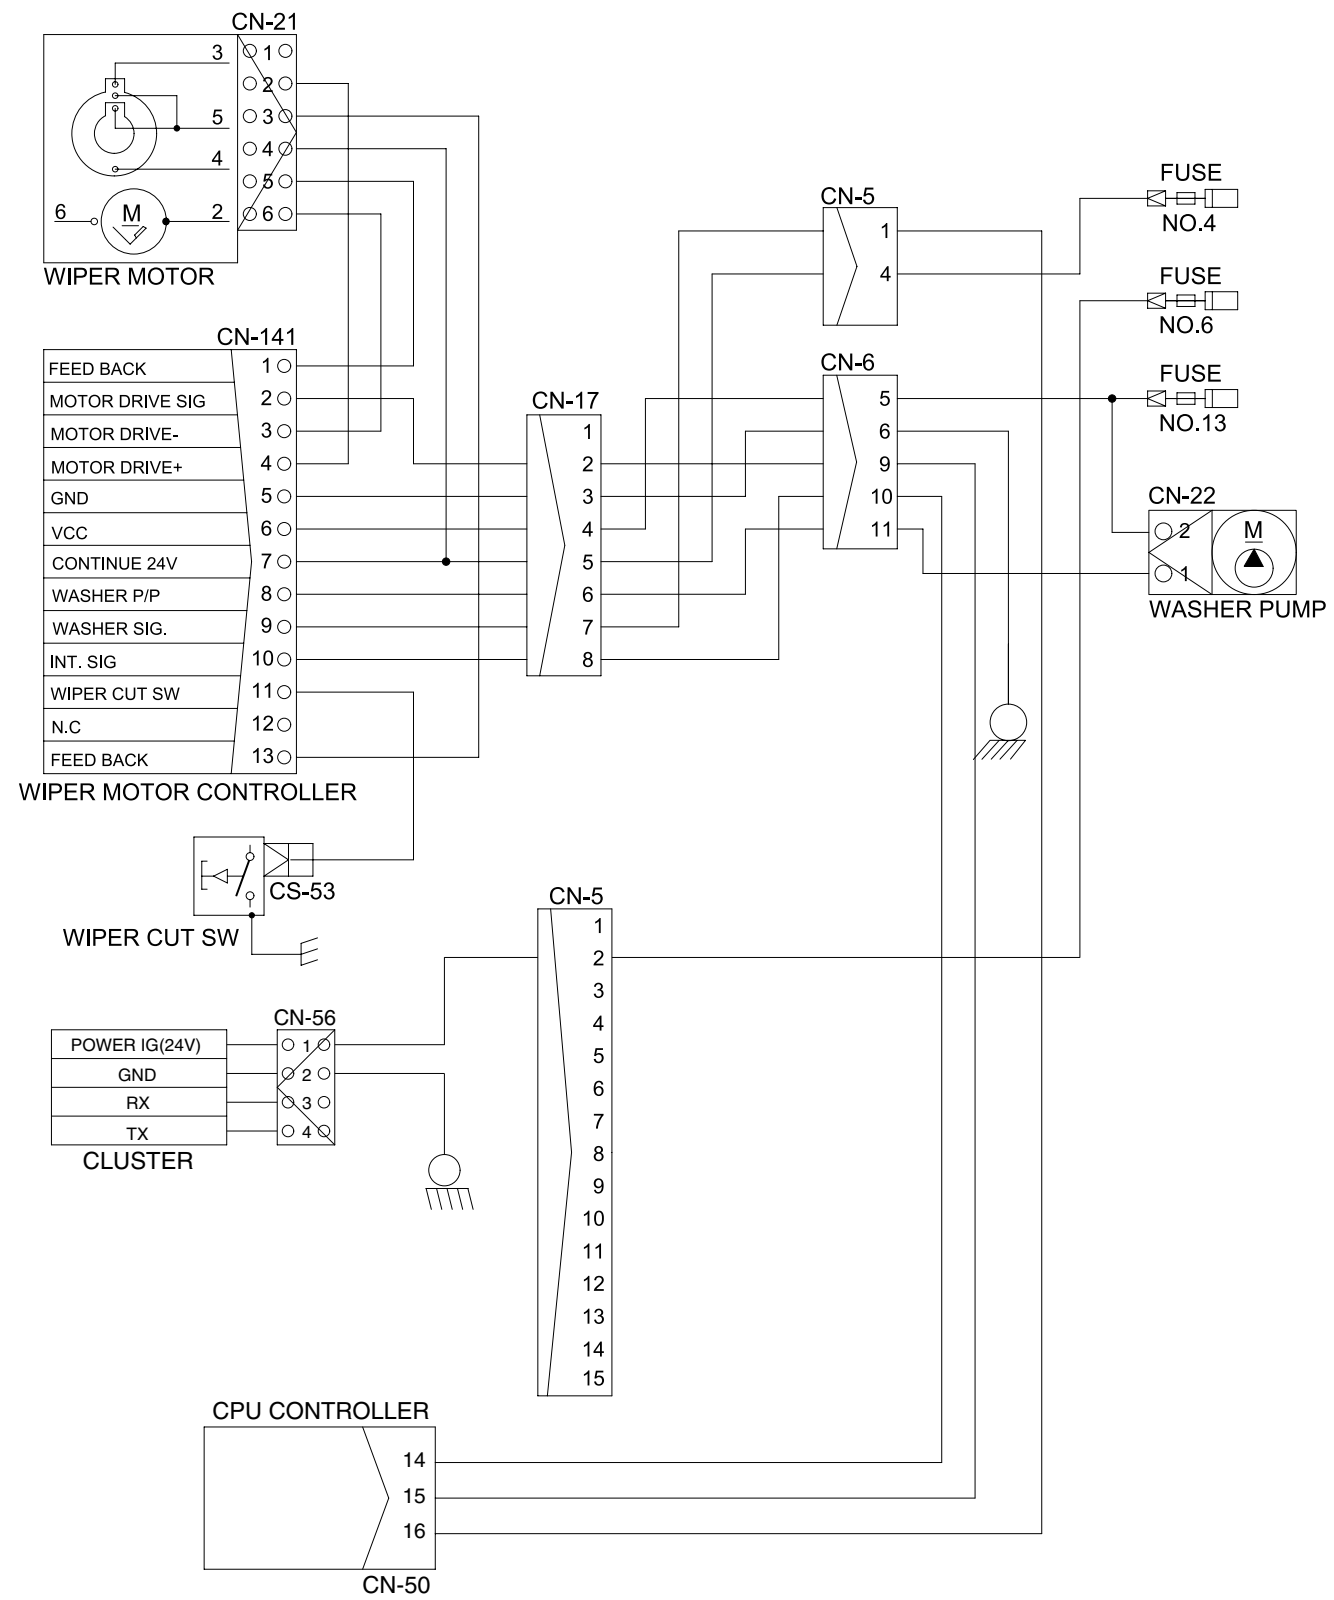 CN-21
3
1
2
5
3
4
4
5
6
M
2
6
WIPER MOTOR
CN-141
FEED BACK 1
MOTOR DRIVE SIG 2
MOTOR DRIVE- 3
MOTOR DRIVE+ 4
GND 5
VCC 6
CONTINUE 24V 7
WASHER P/P 8
WASHER SIG. 9
INT. SIG 10
WIPER CUT SW 11
N.C 12
FEED BACK 13
WIPER MOTOR CONTROLLER
CS-53
WIPER CUT SW
CN-17
1
2
3
4
5
6
7
8
CN-5
1
4
CN-6
5
6
9
10
11
FUSE
NO.4
FUSE
NO.6
FUSE
NO.13
CN-22
2
M
1
WASHER PUMP
CN-56
POWER IG(24V) 1
GND 2
RX 3
TX 4
CLUSTER
CN-5
1
2
3
4
5
6
7
8
9
10
11
12
13
14
15
CPU CONTROLLER
14
15
16
CN-50